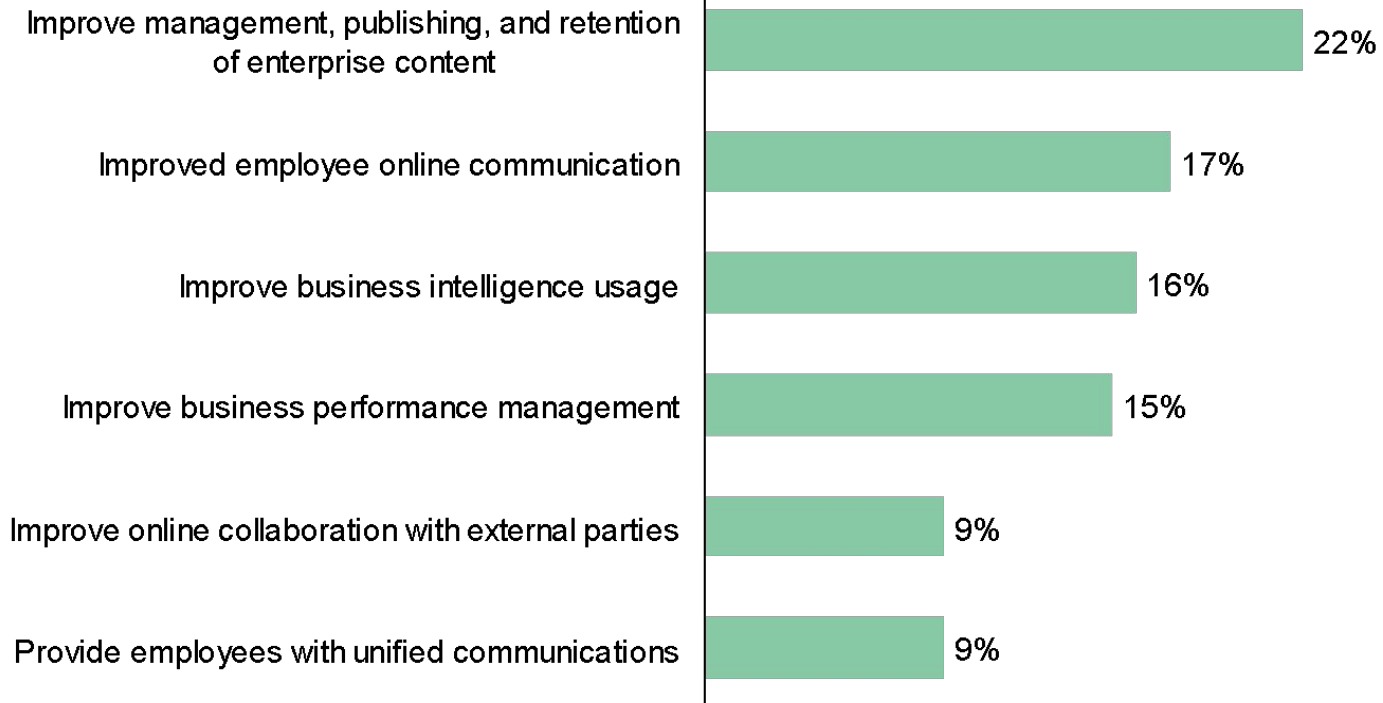 Improve management, publishing, and retention
of enterprise content
22%
Improved employee online communication
17%
Improve business intelligence usage
16%
Improve business performance management
15%
Improve online collaboration with external parties
9%
Provide employees with unified communications
9%